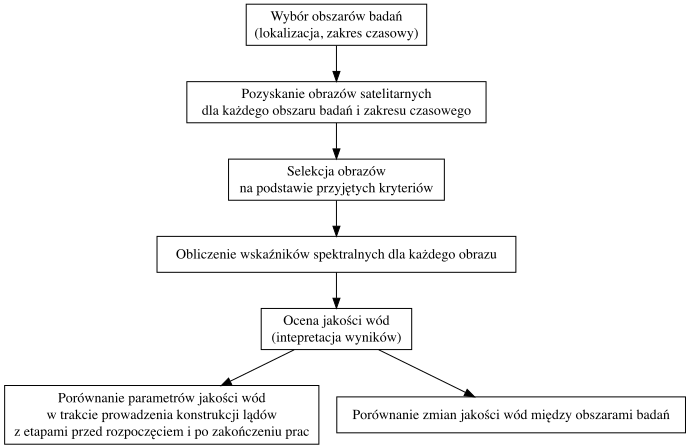 Wybór obszarów badań
(lokalizacja, zakres czasowy)
Pozyskanie obrazów satelitarnych
dla każdego obszaru badań i zakresu czasowego
Selekcja obrazów
na podstawie przyjętych kryteriów
Obliczenie wskaźników spektralnych dla każdego obrazu
Ocena jakości wód
(intepretacja wyników)
Porównanie parametrów jakości wód
w trakcie prowadzenia konstrukcji lądów
z etapami przed rozpoczęciem i po zakończeniu prac
Porównanie zmian jakości wód między obszarami badań